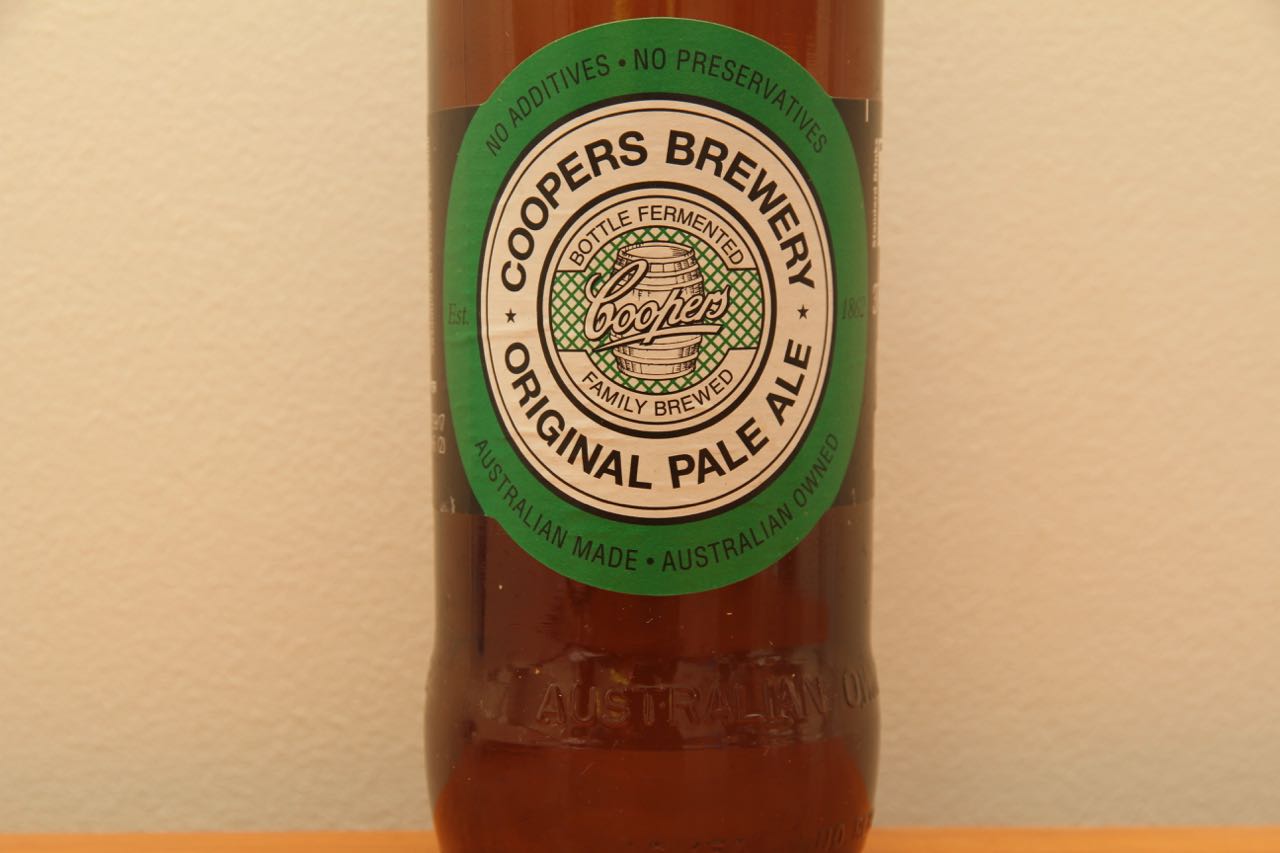 NO ADDITIVES • NO PRESERVATIVES
COOPERS BREWERY
BOTTLE FERMENTED
Coopers
Est. 1862
FAMILY BREWED
ORIGINAL PALE ALE
AUSTRALIAN MADE • AUSTRALIAN OWNED
AUSTRALIAN